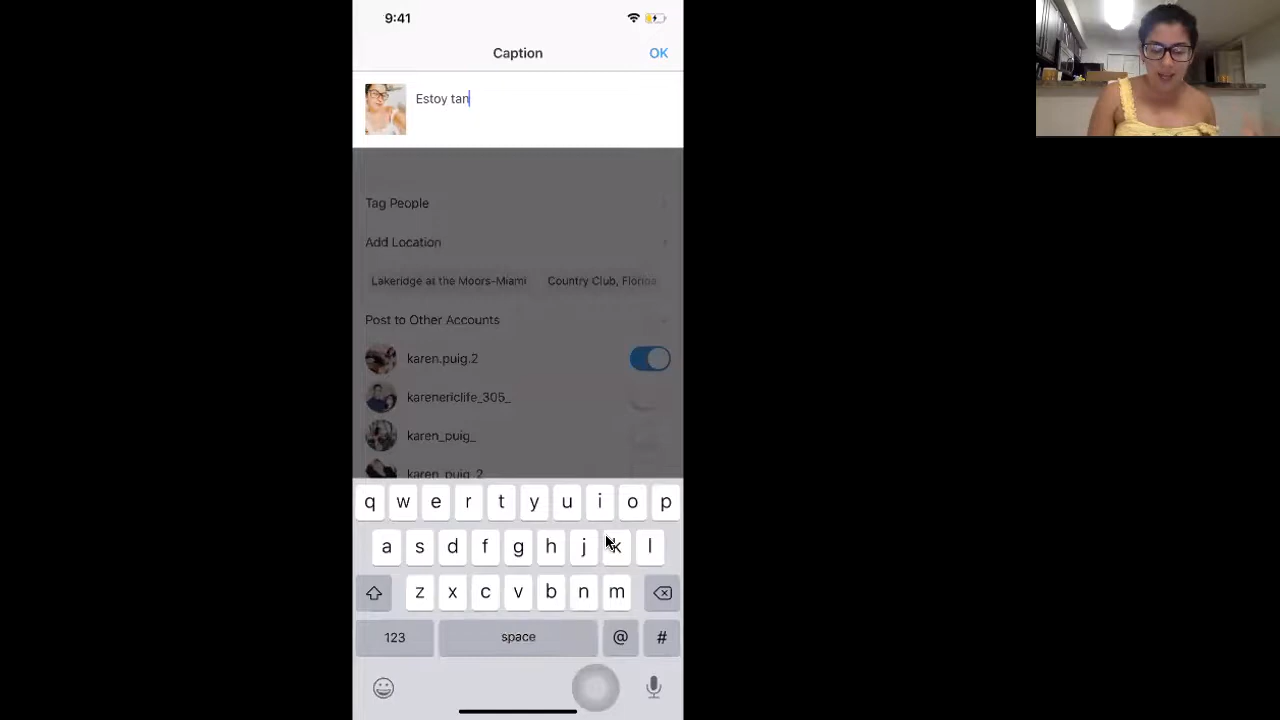 9:41
Caption
OK
Estoy tan
Tag People
Add Location
Lakeridge at the Moors-Miami
Country Club, Florida
Post to Other Accounts
karen.puig.2
karenericlife_305_
karen_puig_
karen_puig_2
q w e r t y u i o p
a s d f g h j k l
z x c v b n m
123
space
@
#